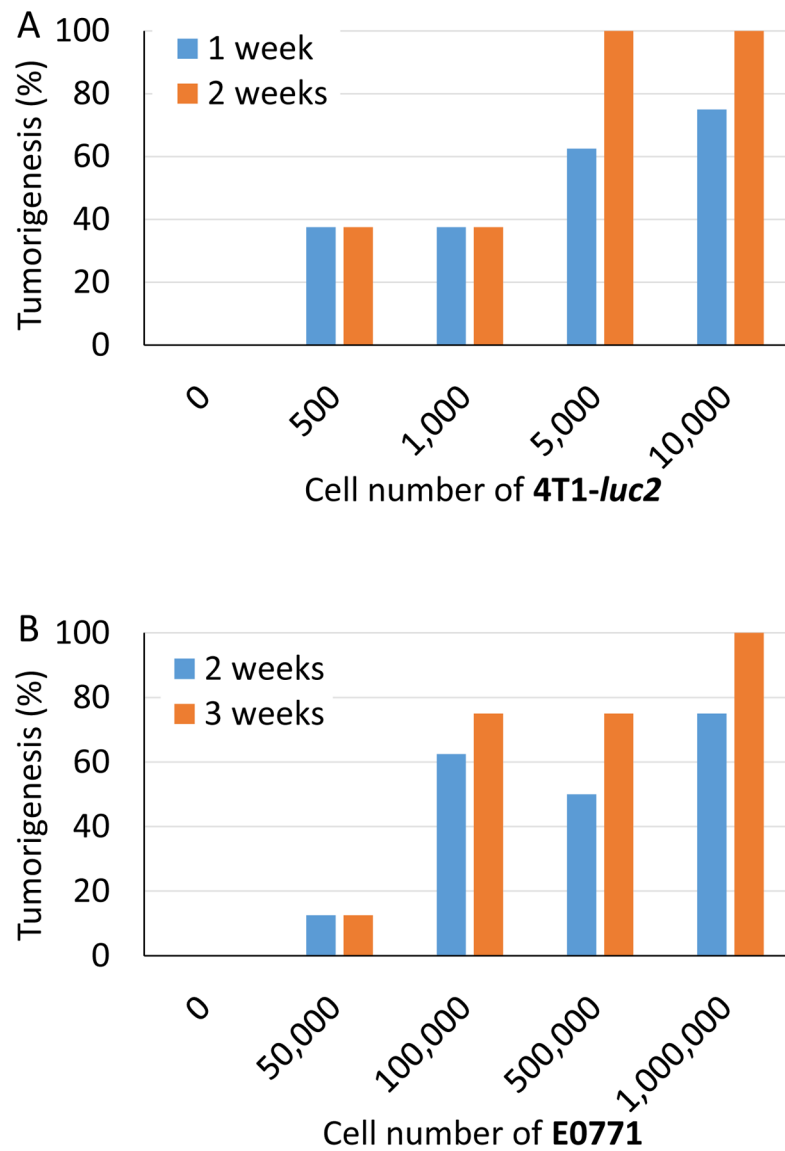 A
Tumorigenesis (%)
100
80
60
40
20
0
1 week
2 weeks
0
500
1,000
5,000
10,000
Cell number of 4T1-luc2
B
Tumorigenesis (%)
100
80
60
40
20
0
2 weeks
3 weeks
0
50,000
100,000
500,000
1,000,000
Cell number of E0771